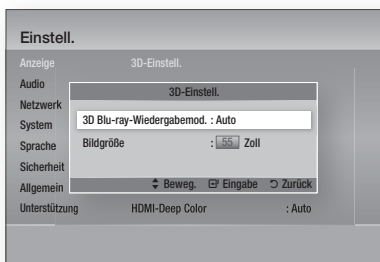 Einstell.
Anzeige 3D-Einstell.
Audio
3D-Einstell.
Netzwerk
3D Blu-ray-Wiedergabemod. : Auto
System
Sprache
Bildgröße : 55 Zoll
Sicherheit
Allgemein
Beweg. Eingabe Zurück
Unterstützung HDMI-Deep Color : Auto